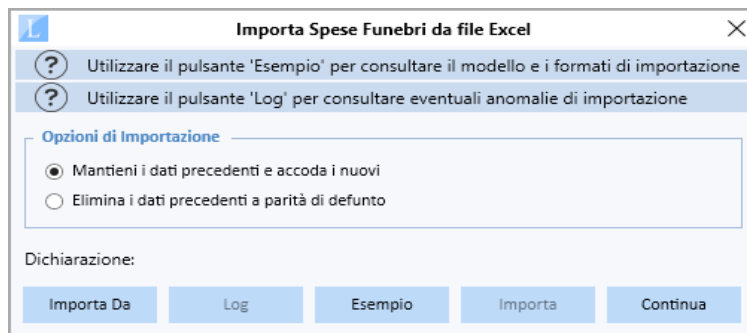 L
Importa Spese Funebri da file Excel
? Utilizzare il pulsante 'Esempio' per consultare il modello e i formati di importazione
? Utilizzare il pulsante 'Log' per consultare eventuali anomalie di importazione
Opzioni di Importazione
Mantieni i dati precedenti e accoda i nuovi
Elimina i dati precedenti a parità di defunto
Dichiarazione:
Importa Da Log Esempio Importa Continua